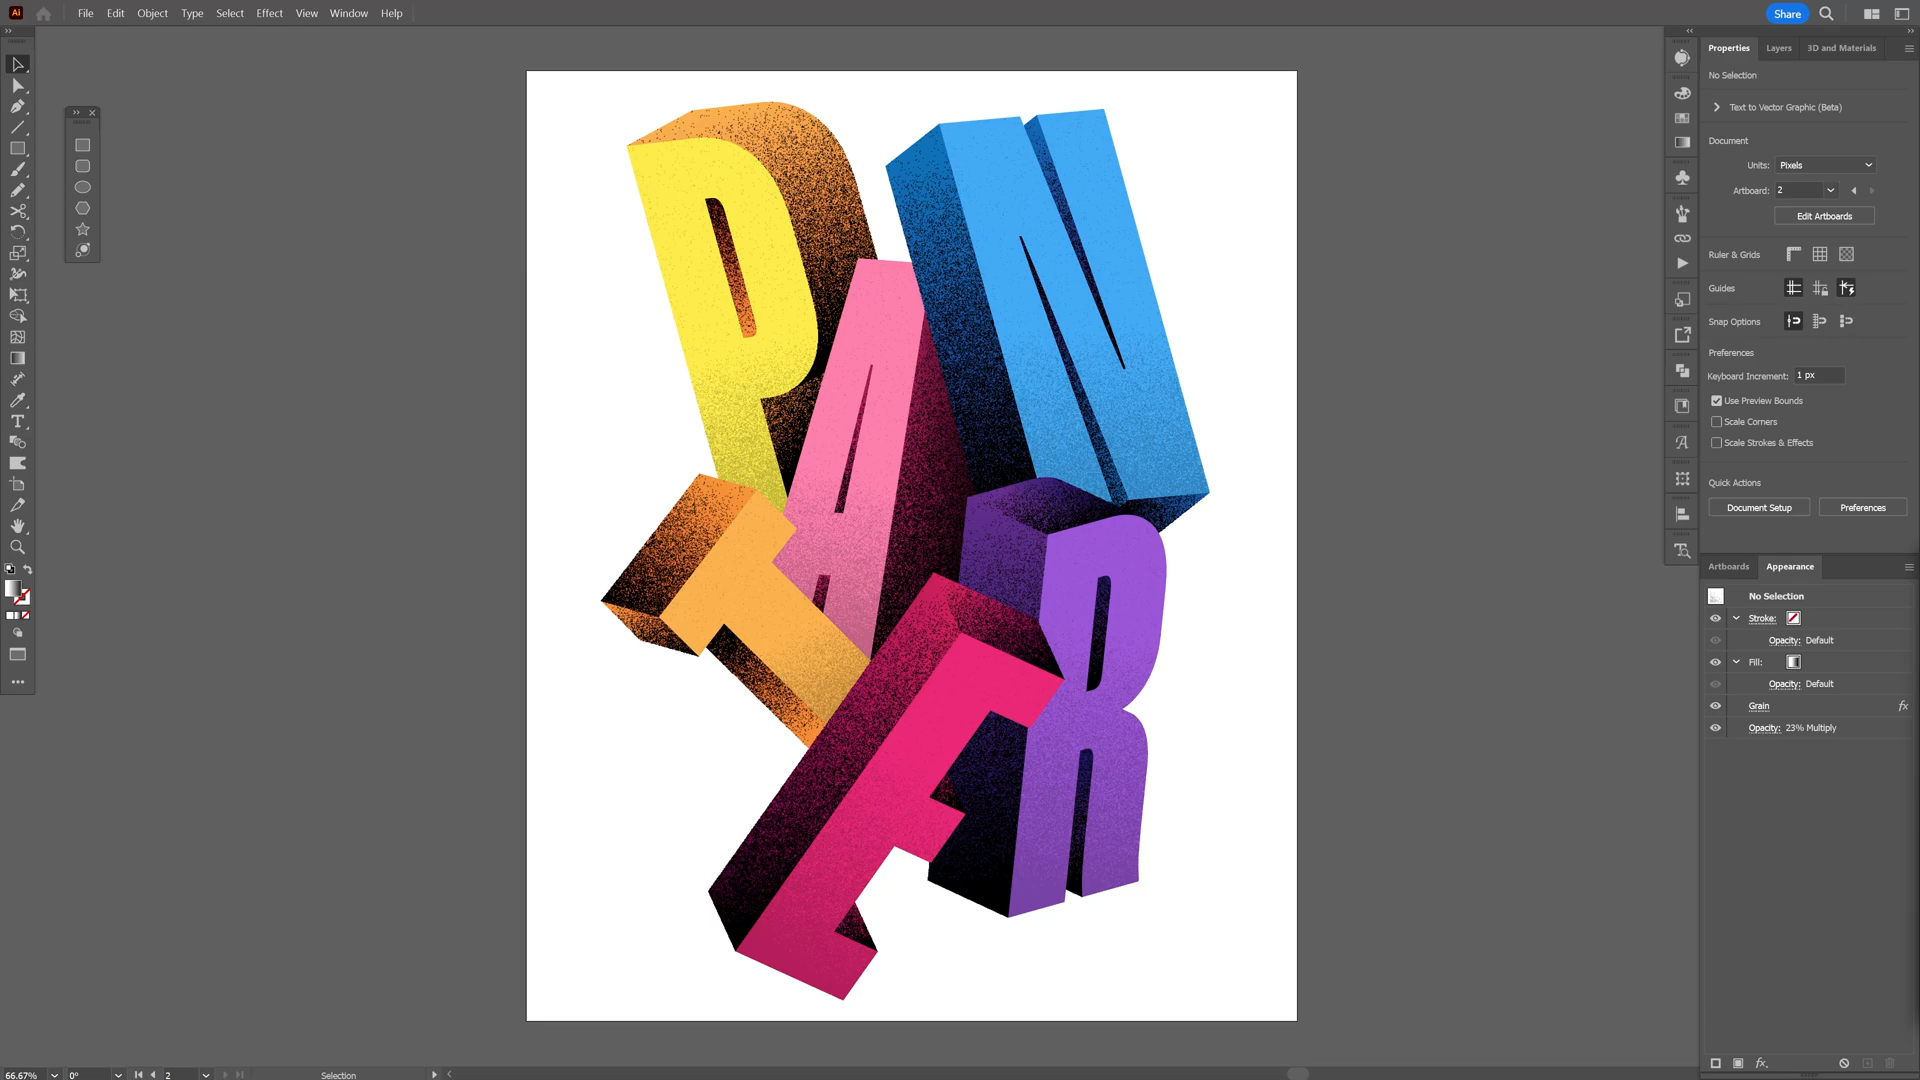 Ai File Edit Object Type Select Effect View Window Help Share
Properties Layers 3D and Materials
No Selection
Text to Vector Graphic (Beta)
Document
Units: Pixels
Artboard: 2
Edit Artboards
Ruler & Grids
Guides
Snap Options
Preferences
Keyboard Increment: 1 px
Use Preview Bounds
Scale Corners
Scale Strokes & Effects
Quick Actions
Document Setup Preferences
Artboards Appearance
No Selection
Stroke:
Opacity: Default
Fill:
Opacity: Default
Grain fx
Opacity: 23% Multiply
fx
P
A
N
T
E
R
66.67% 0° 2 Selection